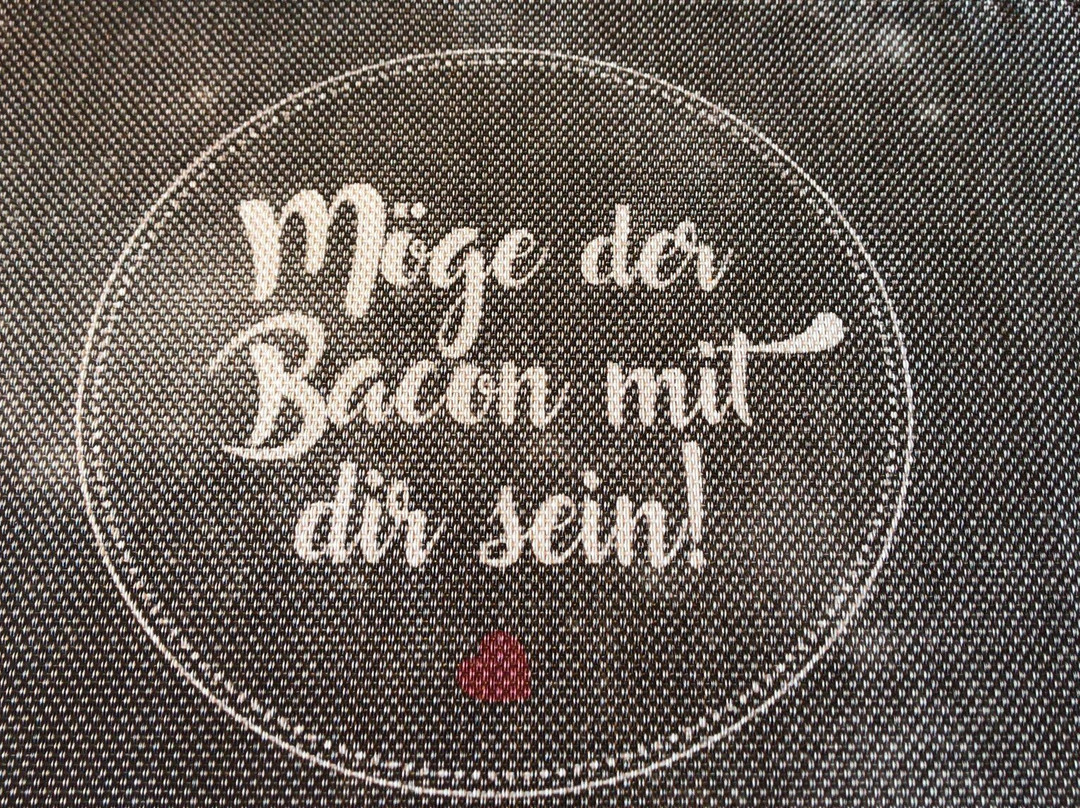 Möge der
Bacon mit
dir sein!